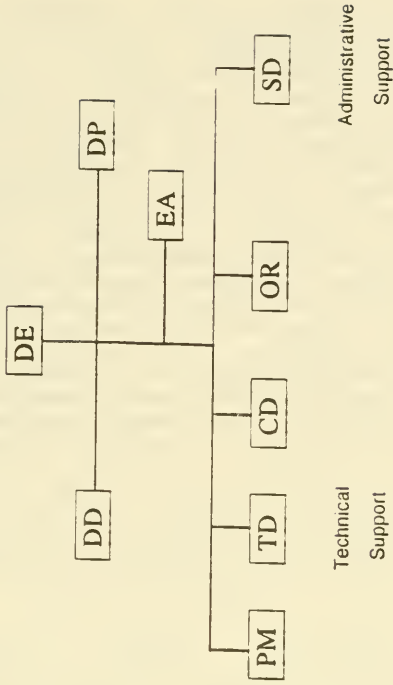 DE
DD
DP
EA
PM
TD
CD
OR
SD
Technical
Support
Administrative
Support